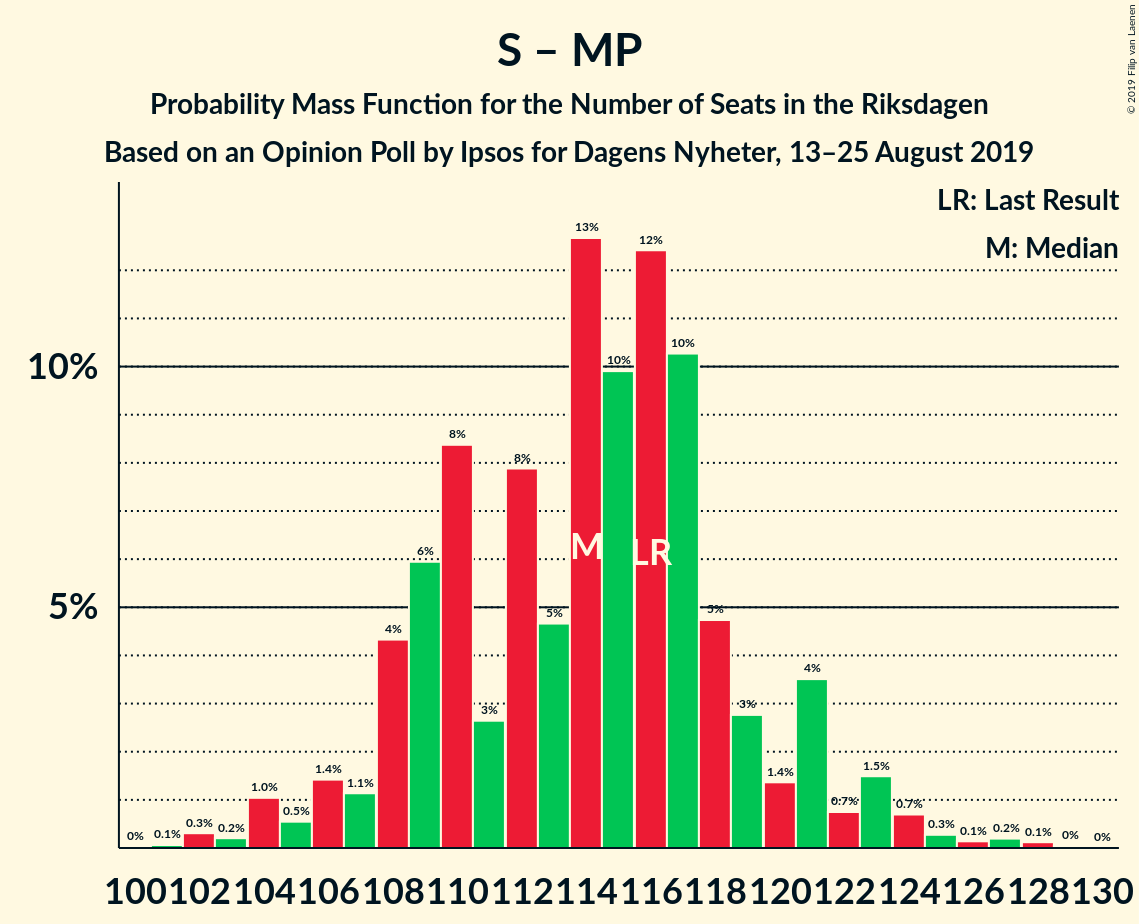 S – MP
Probability Mass Function for the Number of Seats in the Riksdagen
Based on an Opinion Poll by Ipsos for Dagens Nyheter, 13–25 August 2019
© 2019 Filip van Laenen
LR: Last Result
M: Median
10%
5%
0% 0.1% 0.3% 0.2% 1.0% 0.5% 1.4% 1.1% 4% 6% 8% 3% 8% 5% 13% 10% 12% 10% 5% 3% 1.4% 4% 0.7% 1.5% 0.7% 0.3% 0.1% 0.2% 0.1% 0% 0%
M LR
100 102 104 106 108 110 112 114 116 118 120 122 124 126 128 130